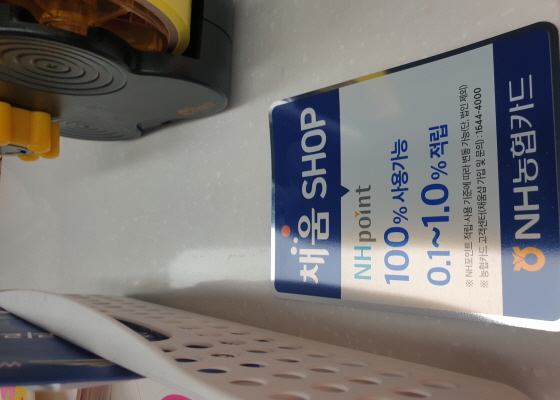 채움 SHOP
NHpoint
100% 사용가능
0.1~1.0% 적립
※ NH포인트 적립·사용 기준에 따라 변동 가능(단, 법인 제외)
※ 농협카드 고객센터(채움샵 가입 및 문의) : 1644-4000
NH농협카드